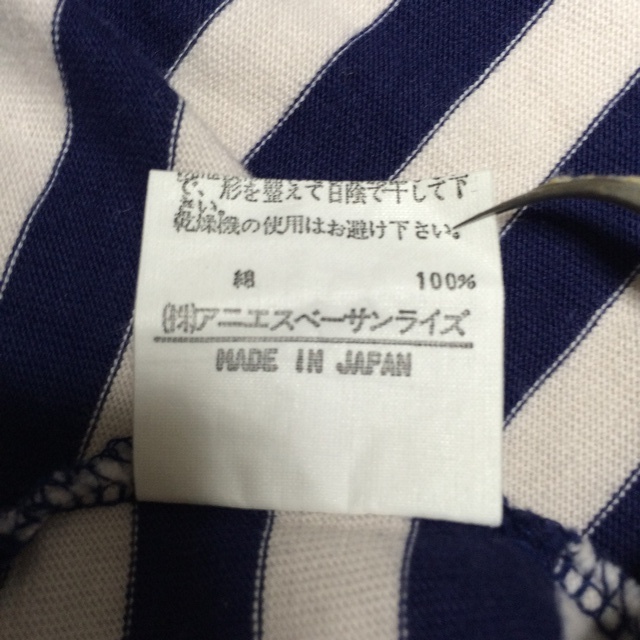 で、形を整えて日陰で干して下
さい。
乾燥機の使用はお避け下さい。
綿 100%
(株)アニエスベーサンライズ
MADE IN JAPAN